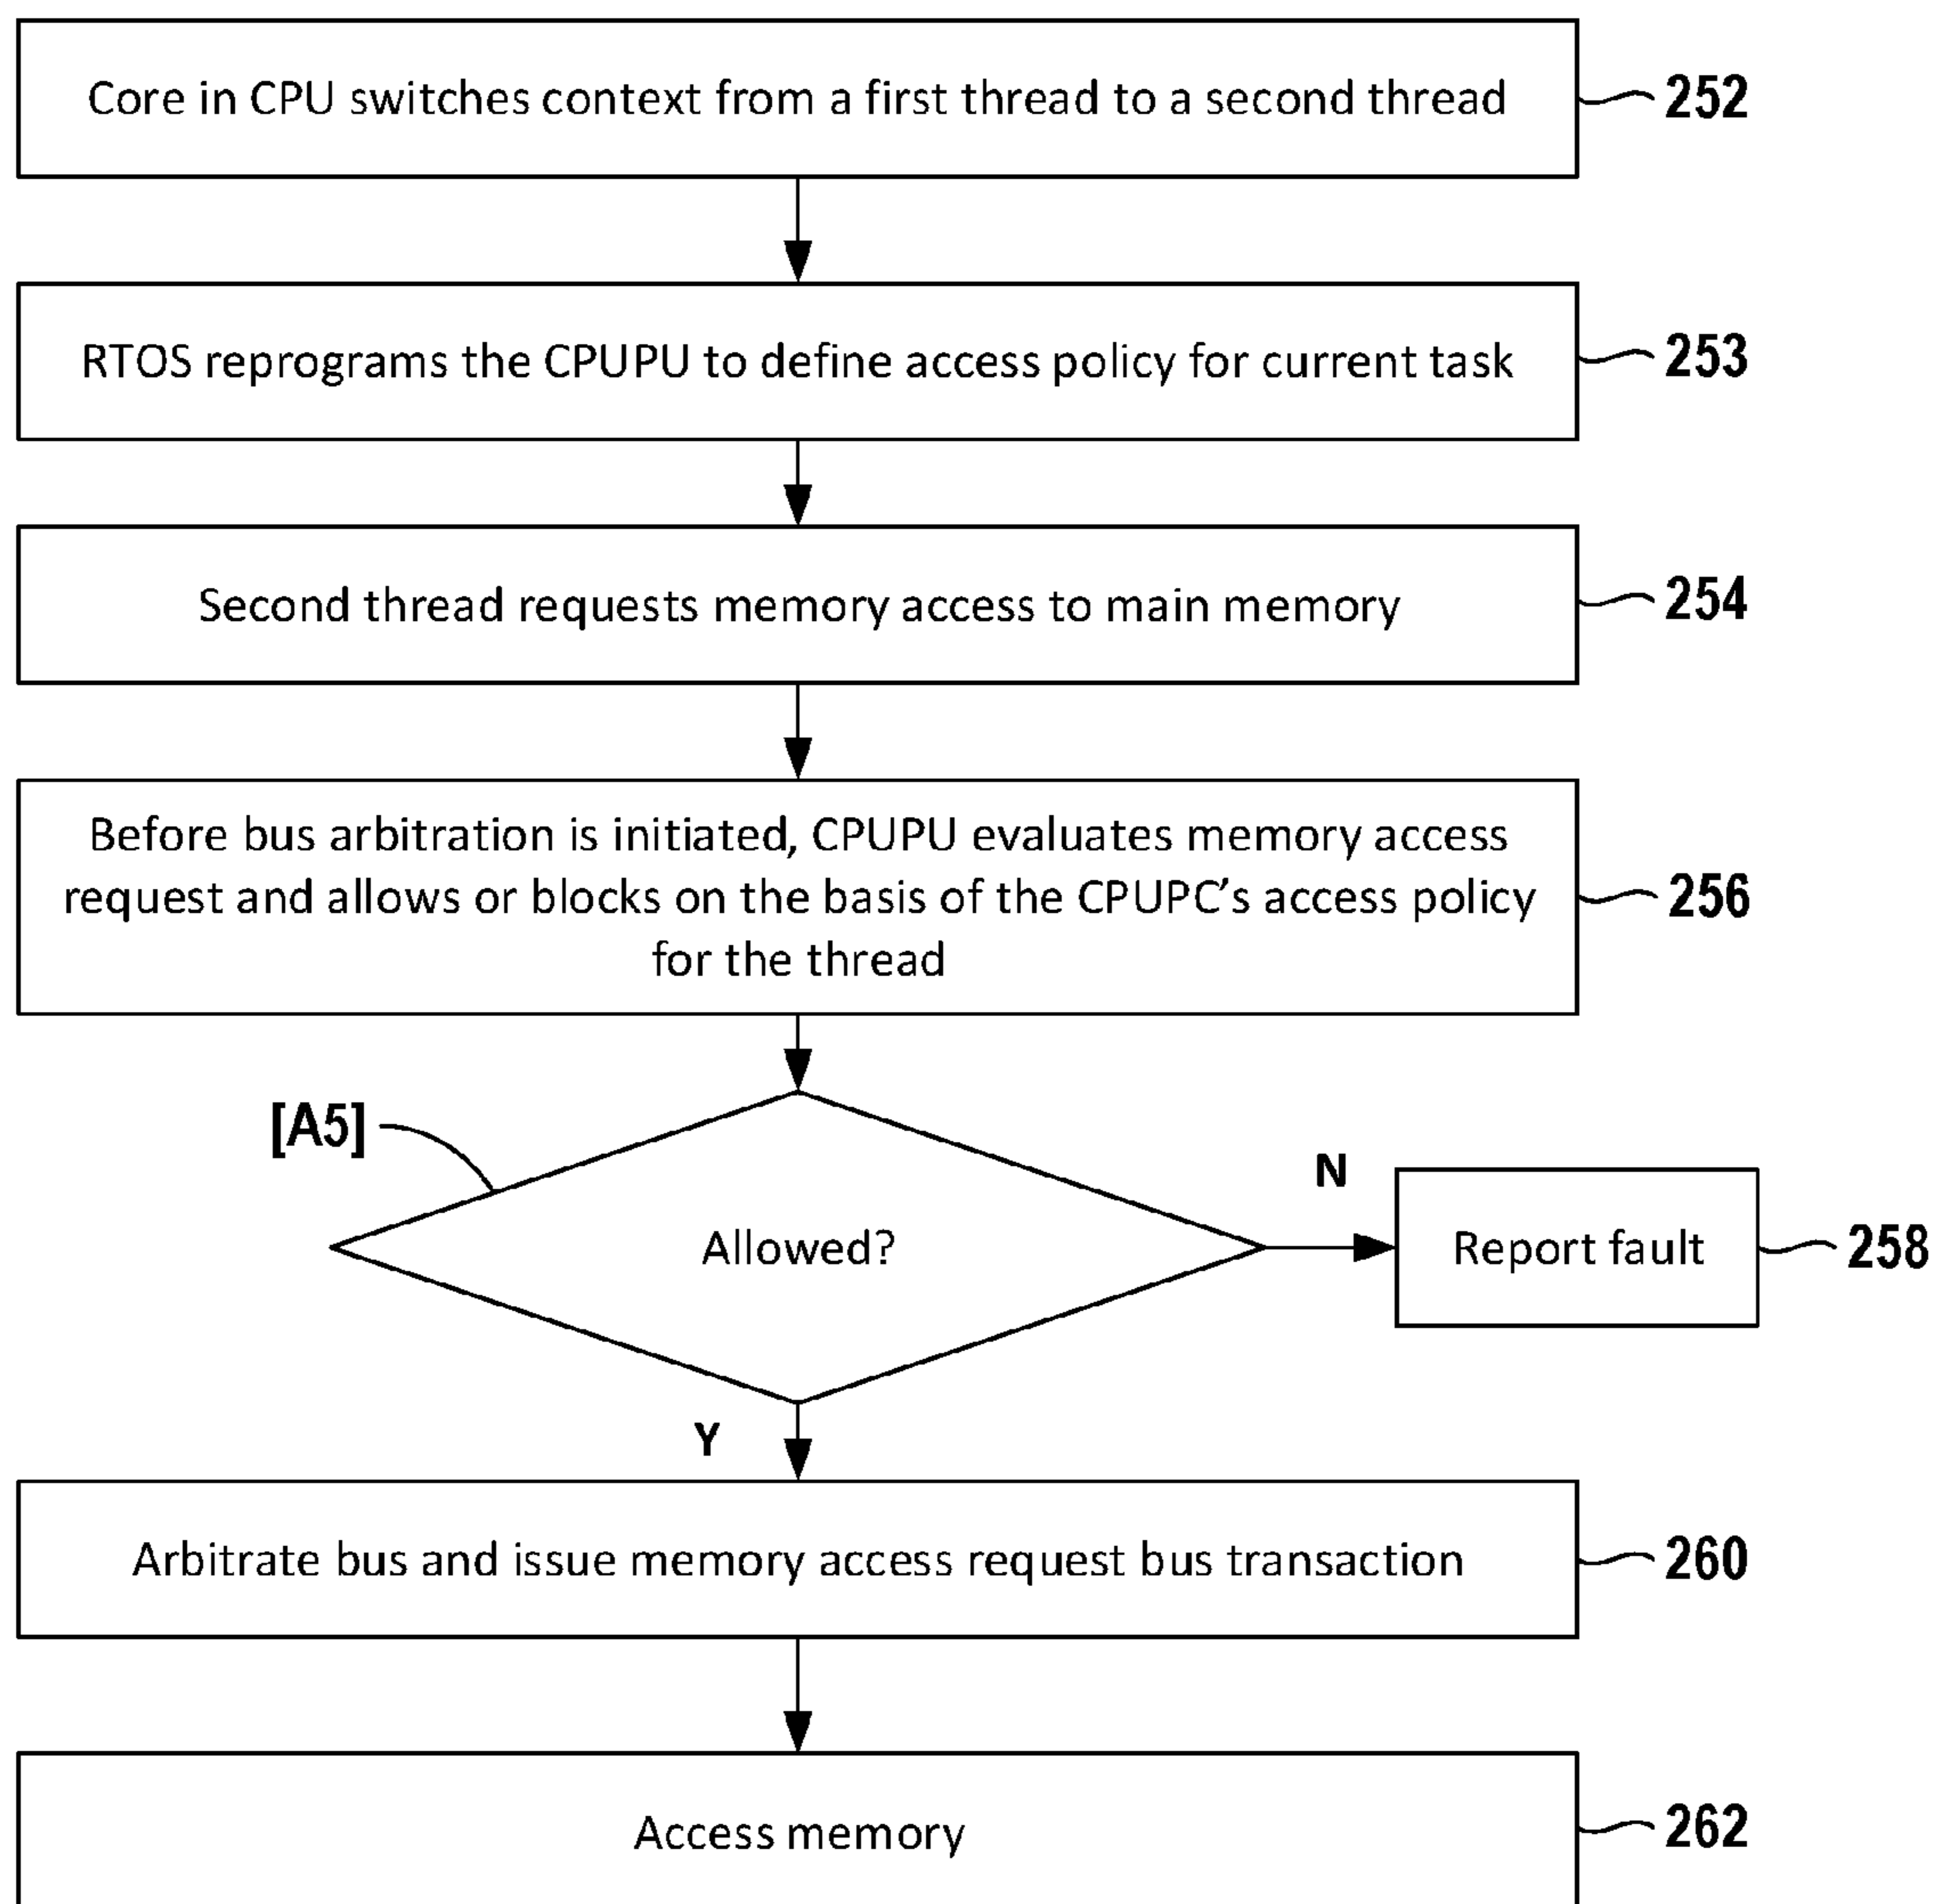 Core in CPU switches context from a first thread to a second thread
252
RTOS reprograms the CPUPU to define access policy for current task
253
Second thread requests memory access to main memory
254
Before bus arbitration is initiated, CPUPU evaluates memory access
request and allows or blocks on the basis of the CPUPC’s access policy
for the thread
256
[A5]
Allowed?
N
Report fault
258
Y
Arbitrate bus and issue memory access request bus transaction
260
Access memory
262